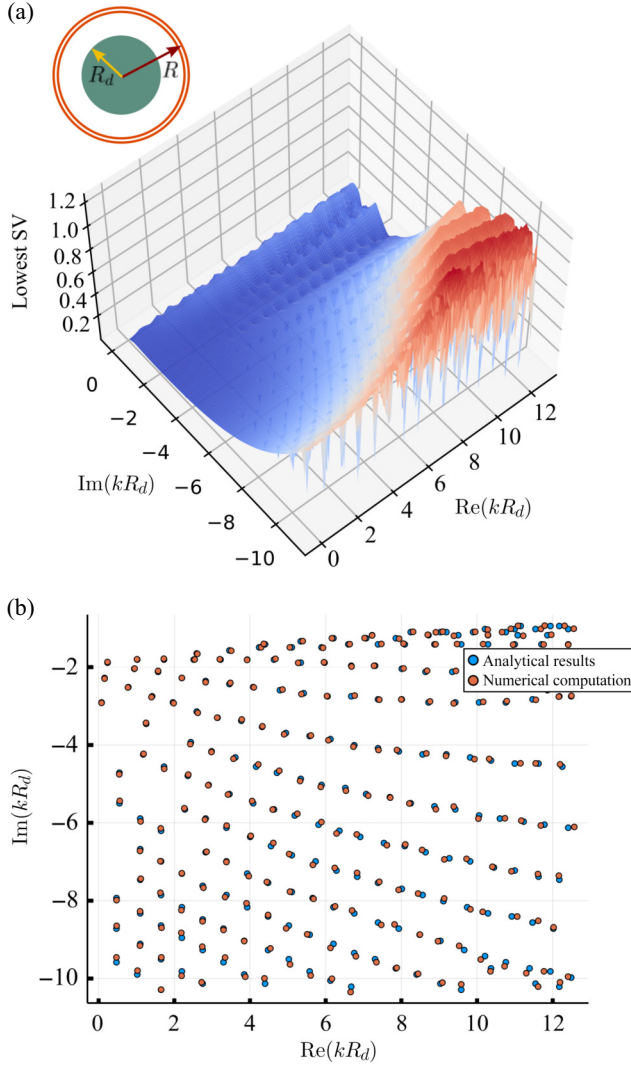 (a)
R_d
R
1.2
1.0
0.8
0.6
0.4
0.2
Lowest SV
0
−2
−4
−6
−8
−10
Im(kR_d)
0
2
4
6
8
10
12
Re(kR_d)
(b)
Analytical results
Numerical computation
−2
−4
−6
−8
−10
Im(kR_d)
0
2
4
6
8
10
12
Re(kR_d)